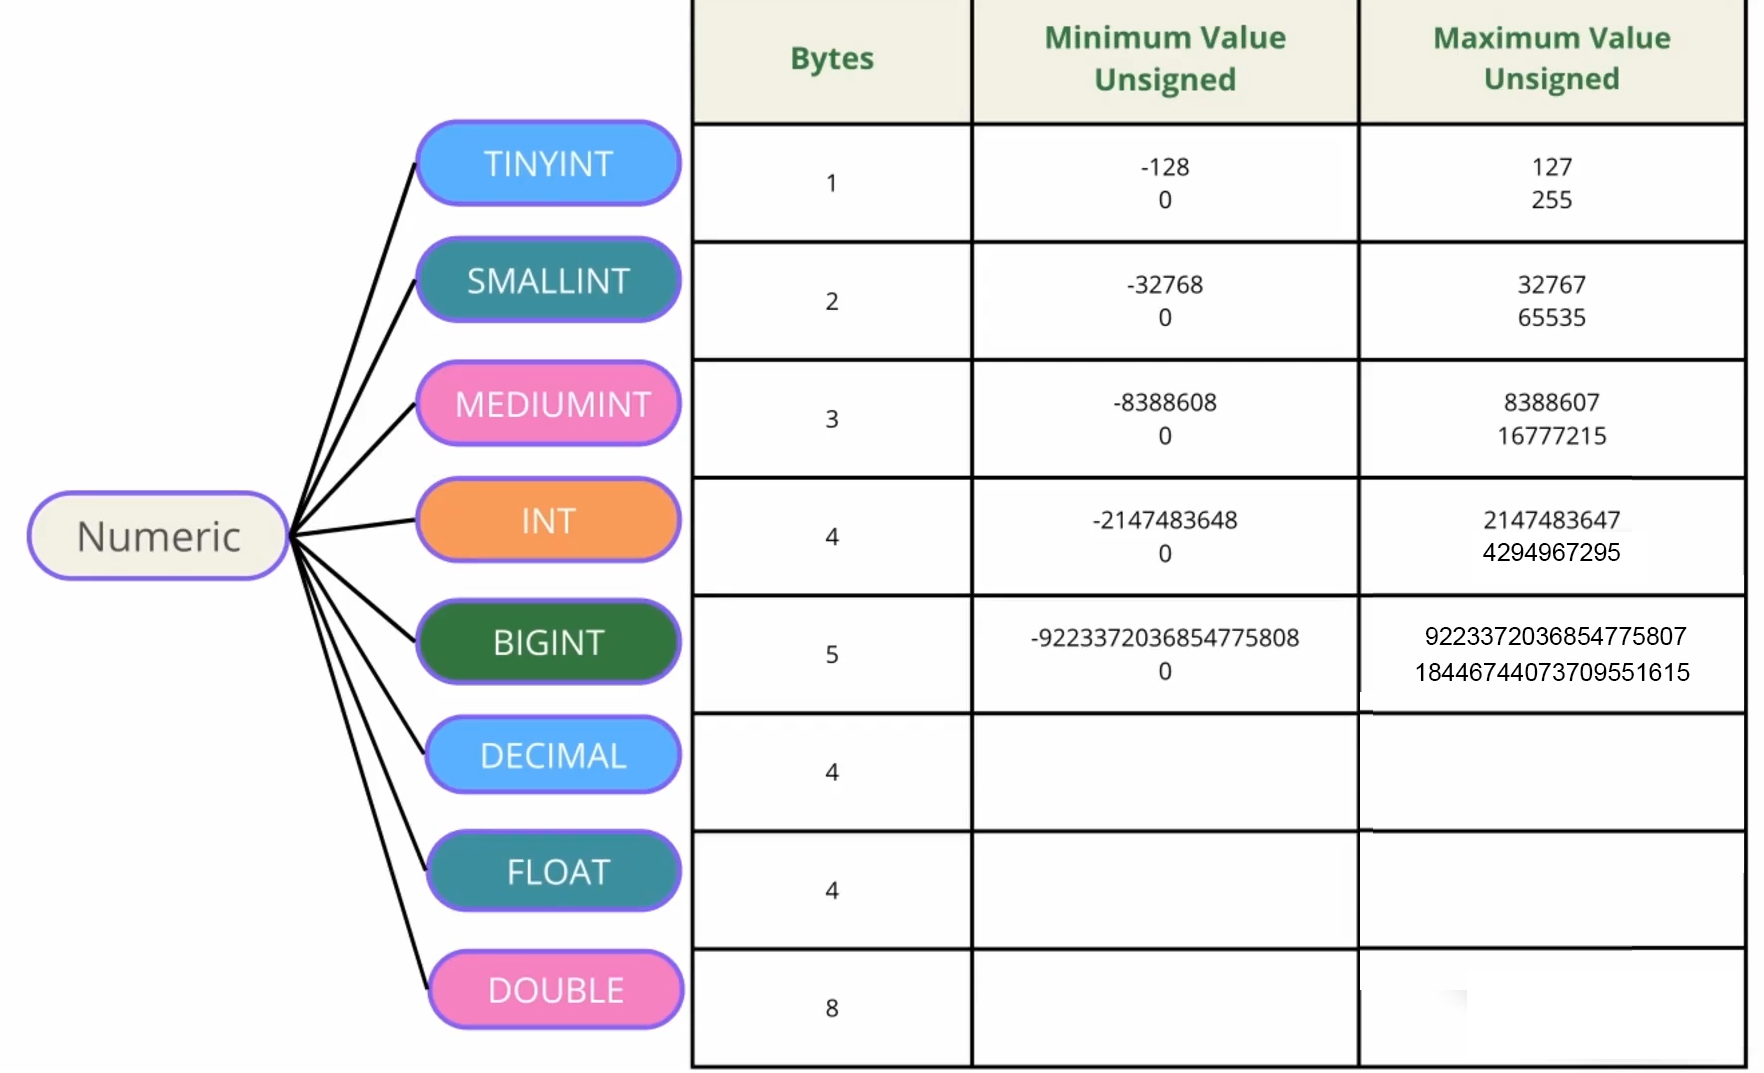 Bytes
Minimum Value
Unsigned
Maximum Value
Unsigned
TINYINT
1
-128
0
127
255
SMALLINT
2
-32768
0
32767
65535
MEDIUMINT
3
-8388608
0
8388607
16777215
Numeric
INT
4
-2147483648
0
2147483647
4294967295
BIGINT
5
-9223372036854775808
0
9223372036854775807
18446744073709551615
DECIMAL
4
FLOAT
4
DOUBLE
8